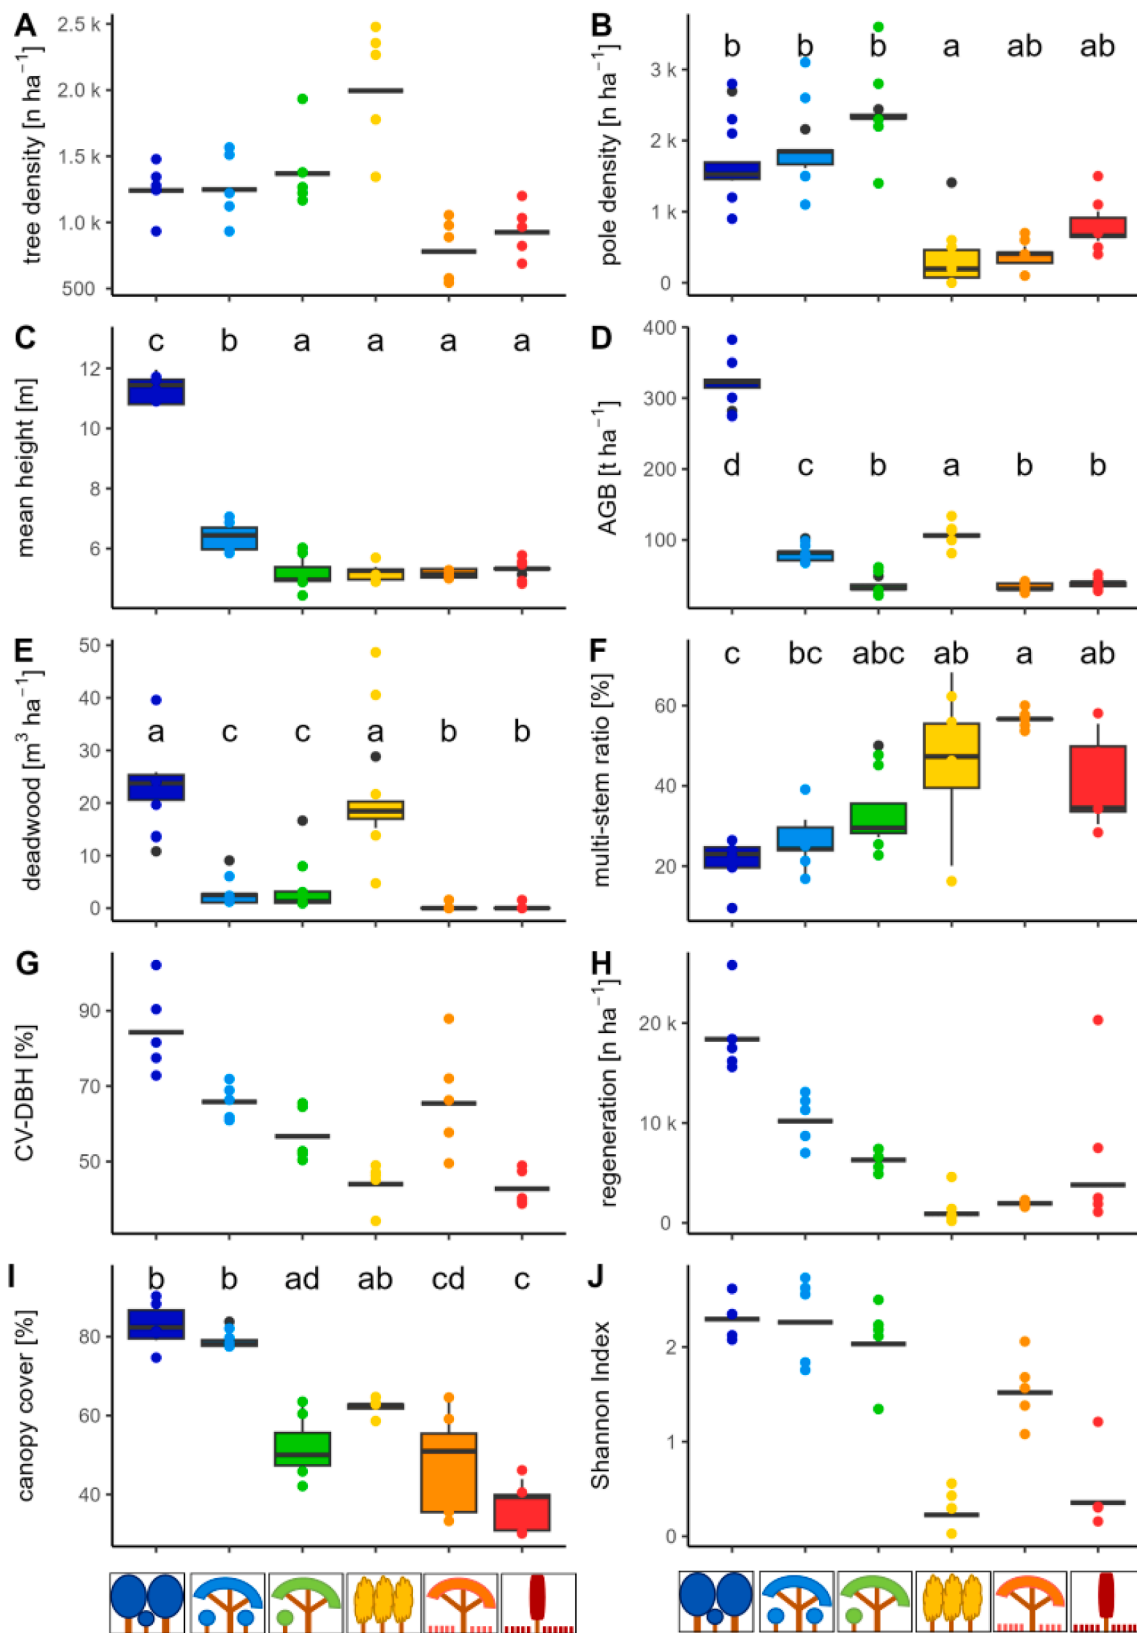 A
tree density [n ha⁻¹]
2.5 k
2.0 k
1.5 k
1.0 k
500
B
pole density [n ha⁻¹]
b b b a ab ab
3 k
2 k
1 k
0
C
mean height [m]
c b a a a a
12
10
8
6
D
AGB [t ha⁻¹]
400
300
200
100
d c b a b b
E
deadwood [m³ ha⁻¹]
50
40
30
20
10
0
a c c a b b
F
multi-stem ratio [%]
c bc abc ab a ab
60
40
20
G
CV-DBH [%]
90
70
50
H
regeneration [n ha⁻¹]
20 k
10 k
0
I
canopy cover [%]
b b ad ab cd c
80
60
40
J
Shannon Index
2
1
0